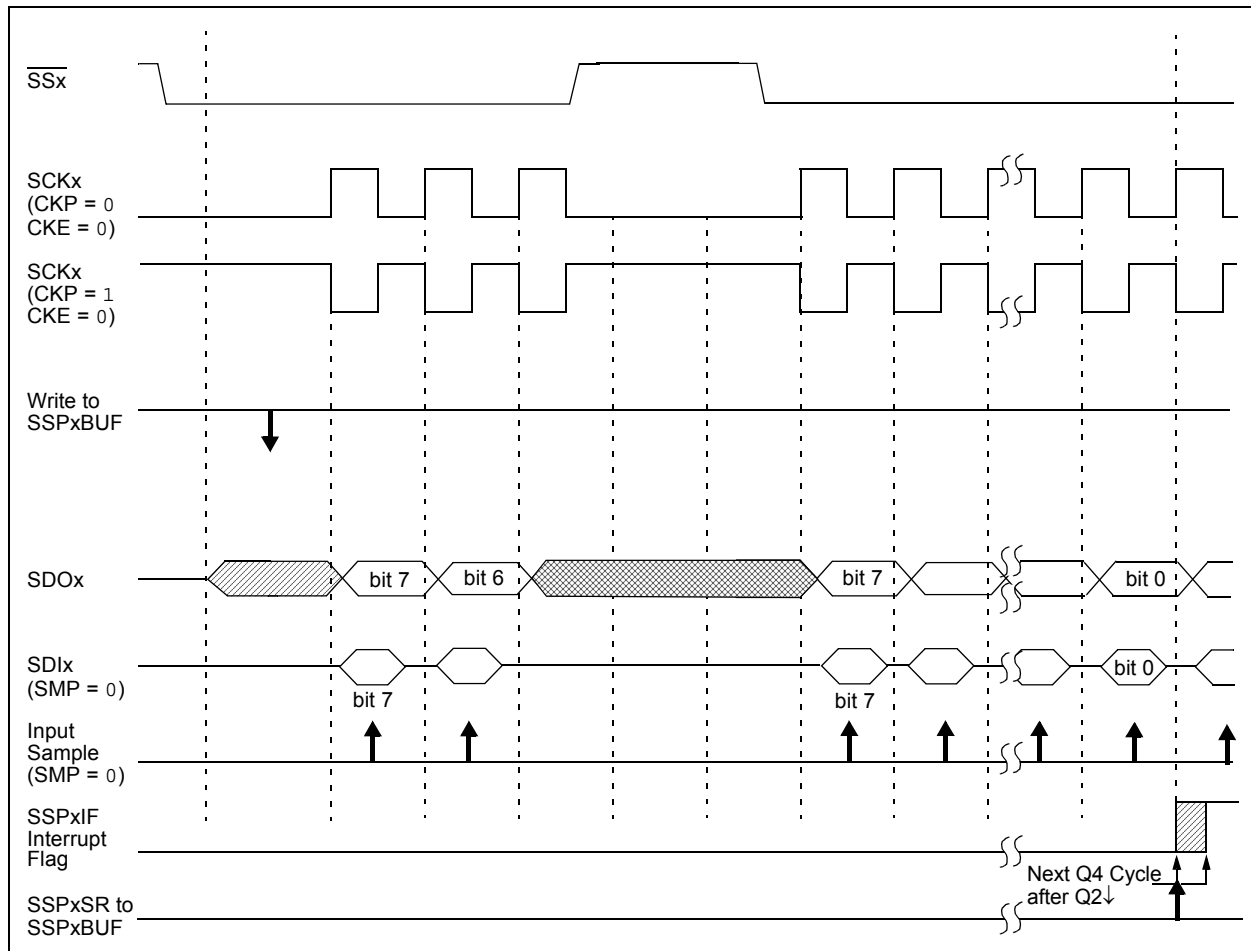 SSx
SCKx
(CKP = 0
CKE = 0)
SCKx
(CKP = 1
CKE = 0)
Write to
SSPxBUF
SDOx
bit 7
bit 6
bit 7
bit 0
SDIx
(SMP = 0)
bit 7
bit 7
bit 0
Input
Sample
(SMP = 0)
SSPxIF
Interrupt
Flag
Next Q4 Cycle
after Q2↓
SSPxSR to
SSPxBUF